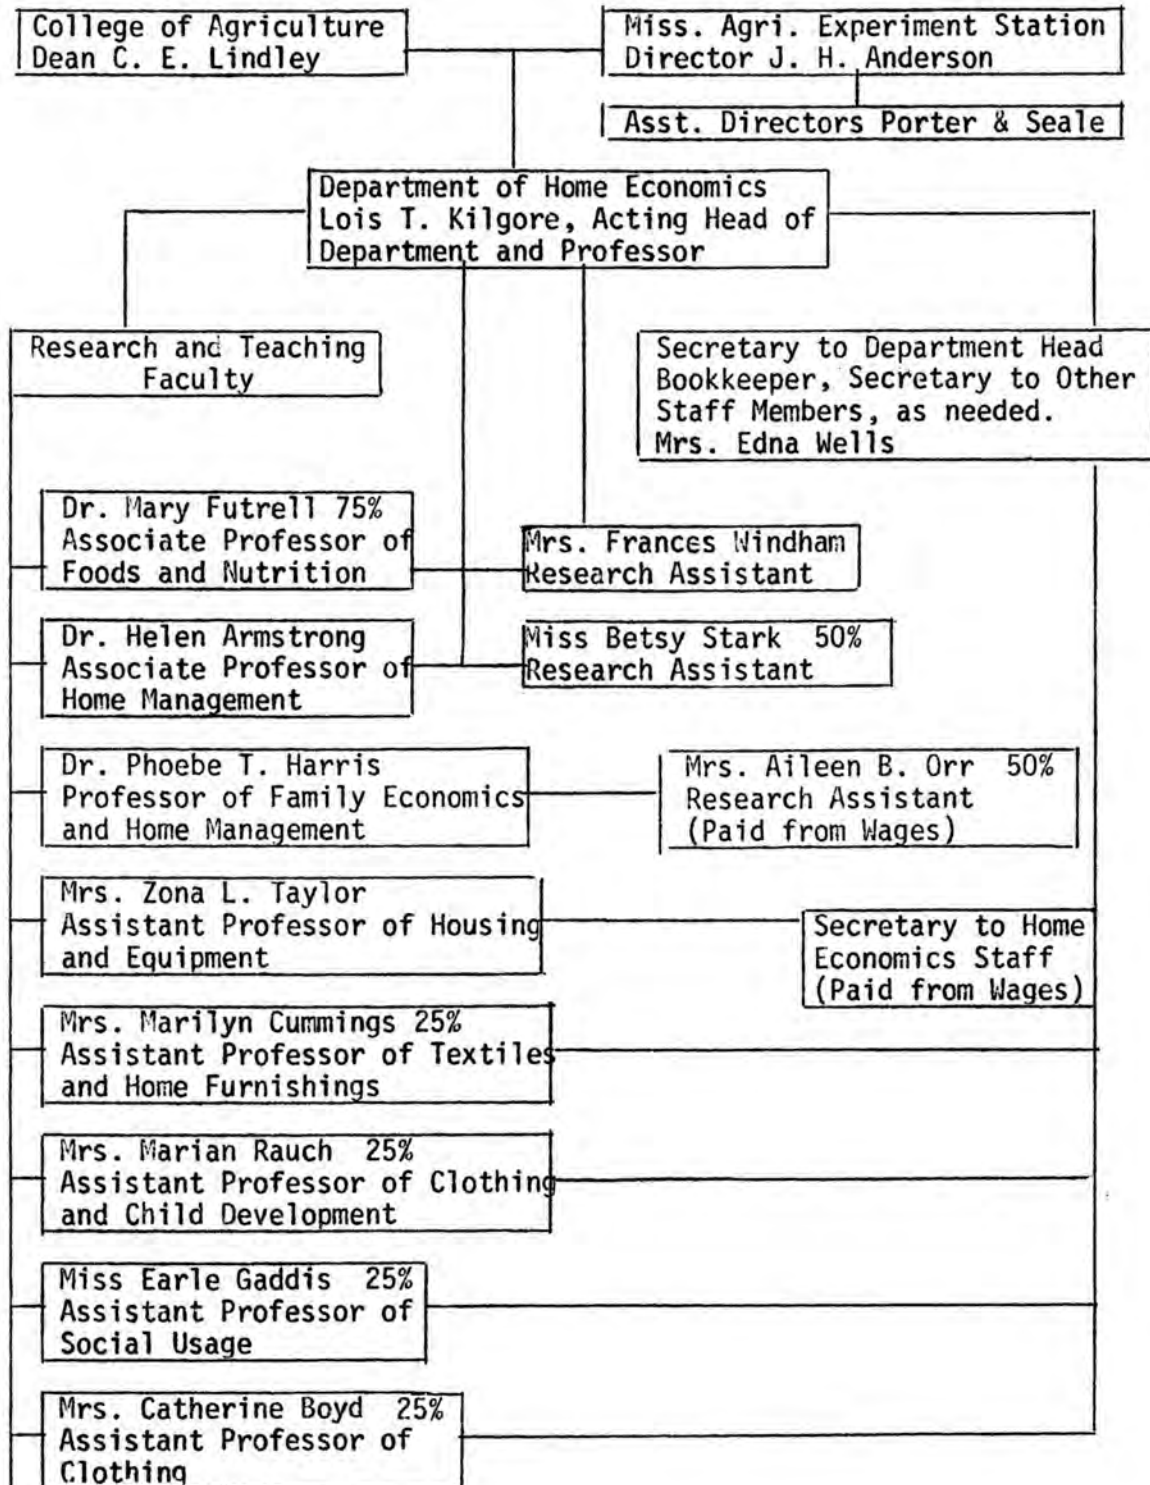 College of Agriculture
Dean C. E. Lindley
Miss. Agri. Experiment Station
Director J. H. Anderson
Asst. Directors Porter & Seale
Department of Home Economics
Lois T. Kilgore, Acting Head of
Department and Professor
Research and Teaching
Faculty
Secretary to Department Head
Bookkeeper, Secretary to Other
Staff Members, as needed.
Mrs. Edna Wells
Dr. Mary Futrell 75%
Associate Professor of
Foods and Nutrition
Mrs. Frances Windham
Research Assistant
Dr. Helen Armstrong
Associate Professor of
Home Management
Miss Betsy Stark 50%
Research Assistant
Dr. Phoebe T. Harris
Professor of Family Economics
and Home Management
Mrs. Aileen B. Orr 50%
Research Assistant
(Paid from Wages)
Mrs. Zona L. Taylor
Assistant Professor of Housing
and Equipment
Secretary to Home
Economics Staff
(Paid from Wages)
Mrs. Marilyn Cummings 25%
Assistant Professor of Textiles
and Home Furnishings
Mrs. Marian Rauch 25%
Assistant Professor of Clothing
and Child Development
Miss Earle Gaddis 25%
Assistant Professor of
Social Usage
Mrs. Catherine Boyd 25%
Assistant Professor of
Clothing